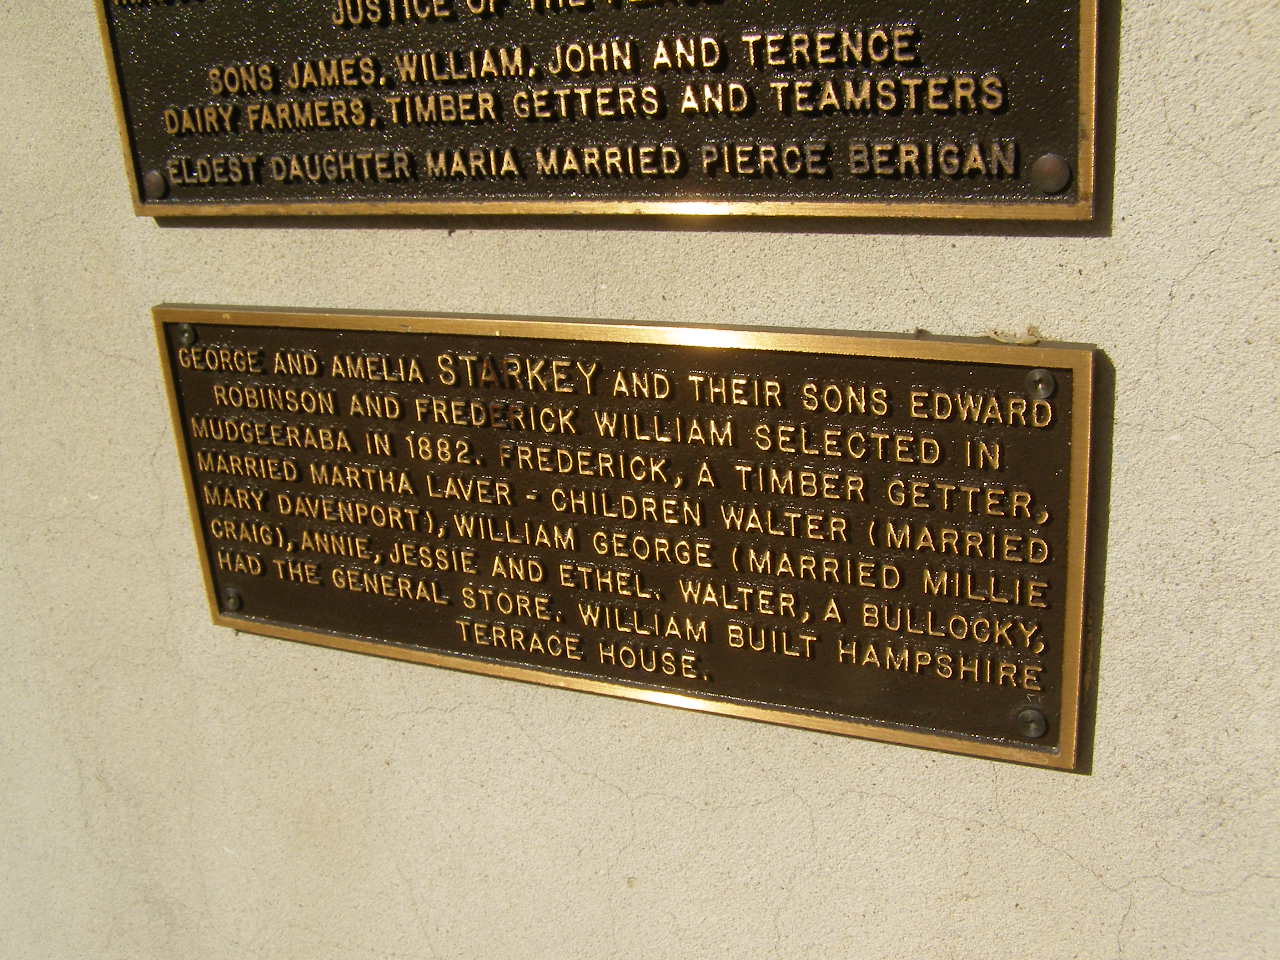 JUSTICE OF THE PEACE
SONS JAMES, WILLIAM, JOHN AND TERENCE
DAIRY FARMERS, TIMBER GETTERS AND TEAMSTERS
ELDEST DAUGHTER MARIA MARRIED PIERCE BERIGAN
GEORGE AND AMELIA STARKEY AND THEIR SONS EDWARD
ROBINSON AND FREDERICK WILLIAM SELECTED IN
MUDGEERABA IN 1882. FREDERICK, A TIMBER GETTER,
MARRIED MARTHA LAVER - CHILDREN WALTER (MARRIED
MARY DAVENPORT), WILLIAM GEORGE (MARRIED MILLIE
CRAIG), ANNIE, JESSIE AND ETHEL. WALTER, A BULLOCKY,
HAD THE GENERAL STORE. WILLIAM BUILT HAMPSHIRE
TERRACE HOUSE.